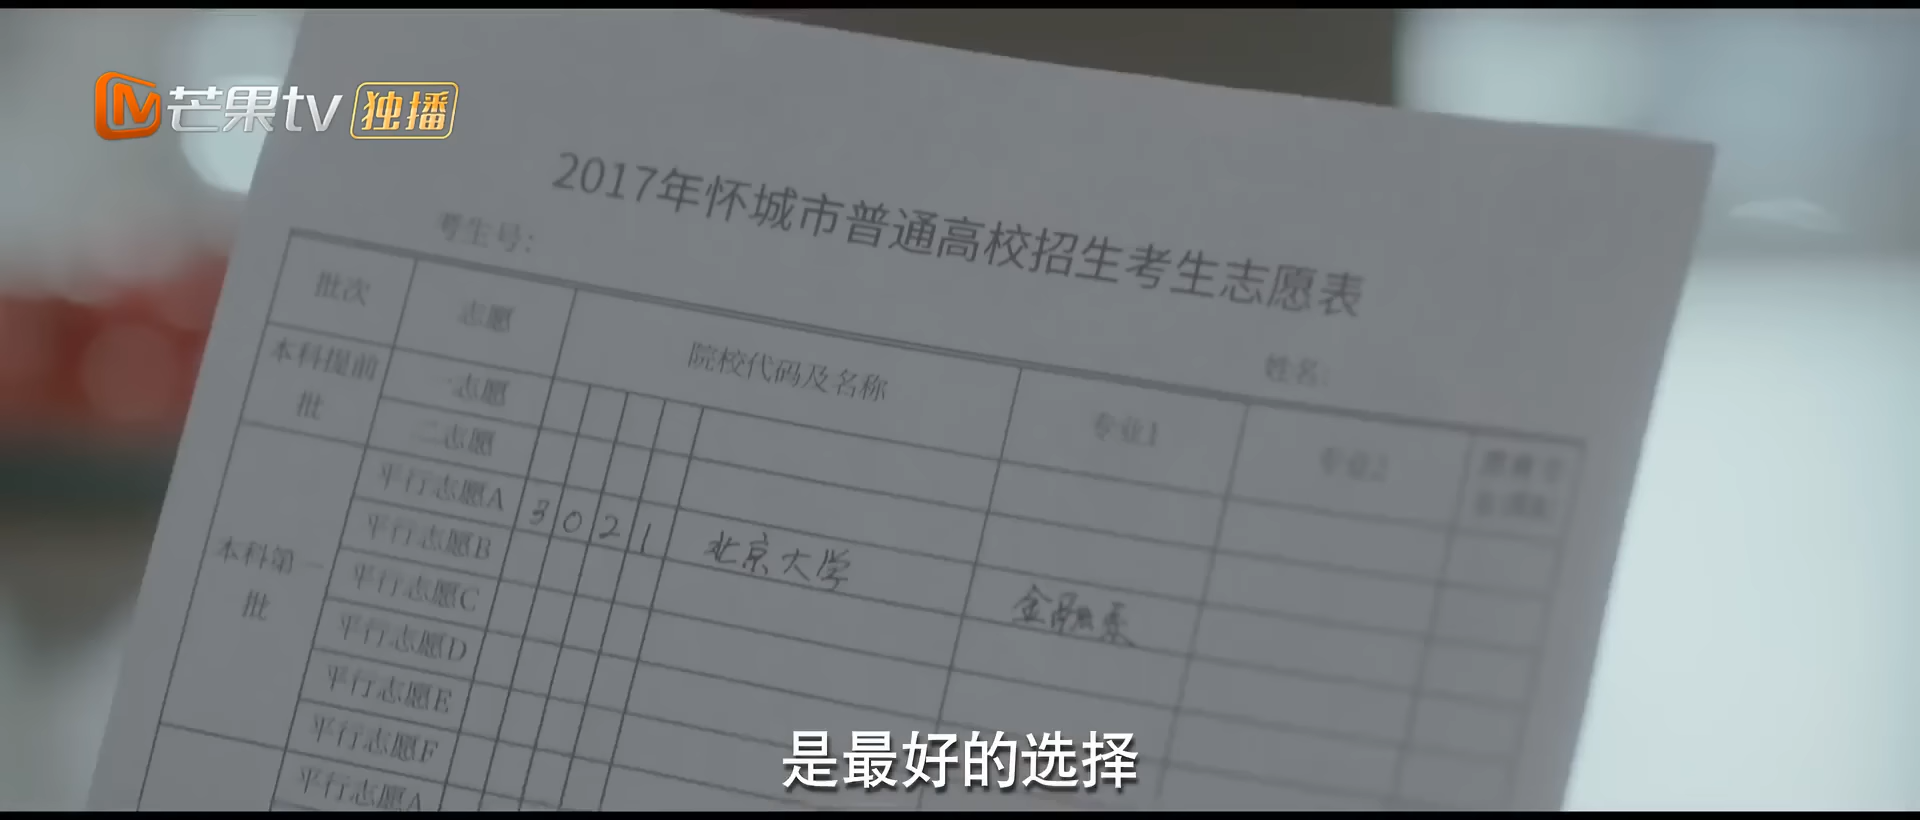 芒果tv 独播
2017年怀城市普通高校招生考生志愿表
考生号：
姓名：
批次 志愿 院校代码及名称 专业1 专业2
本科提前批 一志愿
二志愿
本科第一批 平行志愿A 3021 北京大学 金融系
平行志愿B
平行志愿C
平行志愿D
平行志愿E
平行志愿F
平行志愿A
是最好的选择